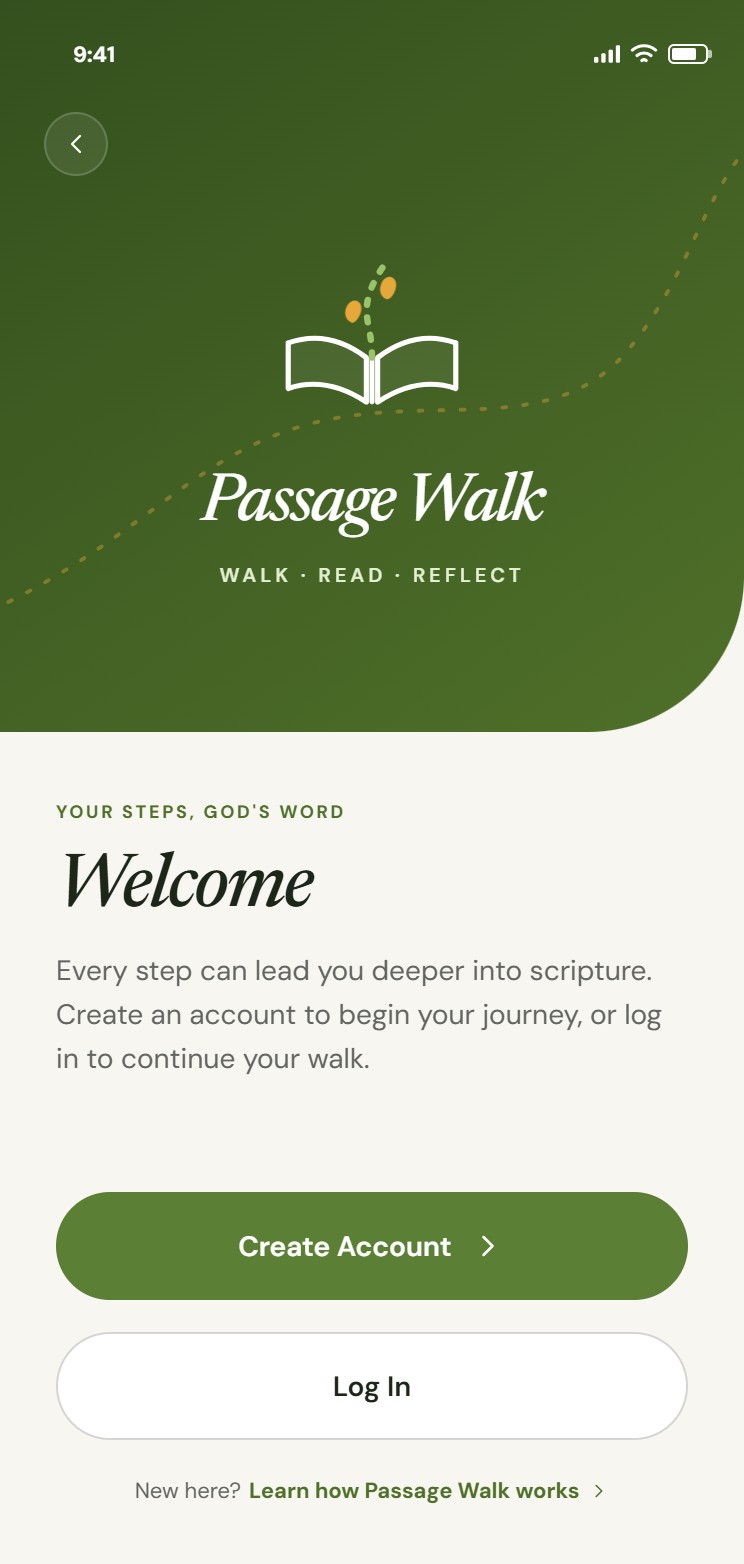 9:41
Passage Walk
WALK · READ · REFLECT
YOUR STEPS, GOD'S WORD
Welcome
Every step can lead you deeper into scripture.
Create an account to begin your journey, or log
in to continue your walk.
Create Account
Log In
New here? Learn how Passage Walk works